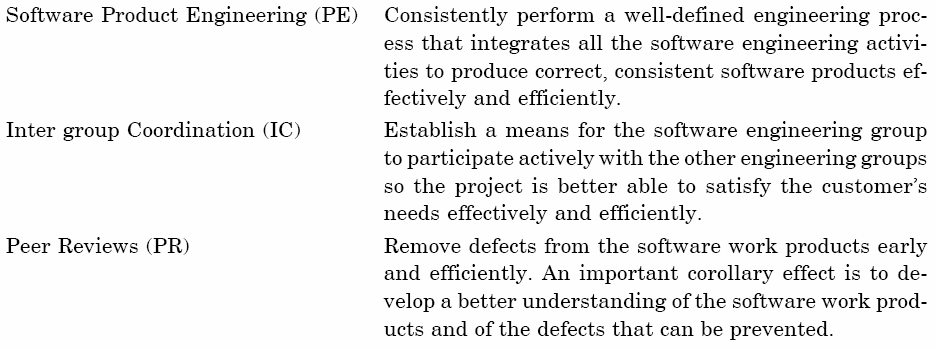 Software Product Engineering (PE) Consistently perform a well-defined engineering proc-
ess that integrates all the software engineering activi-
ties to produce correct, consistent software products ef-
fectively and efficiently.
Inter group Coordination (IC) Establish a means for the software engineering group
to participate actively with the other engineering groups
so the project is better able to satisfy the customer's
needs effectively and efficiently.
Peer Reviews (PR) Remove defects from the software work products early
and efficiently. An important corollary effect is to de-
velop a better understanding of the software work prod-
ucts and of the defects that can be prevented.